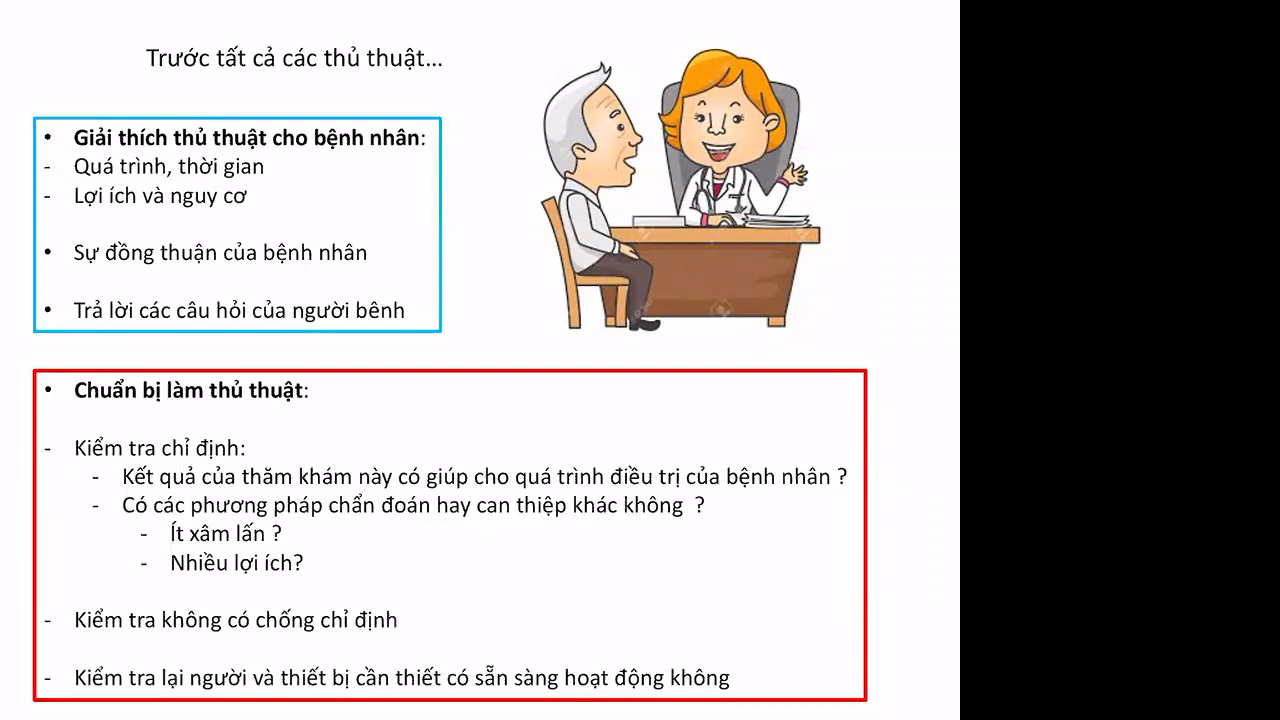 Trước tất cả các thủ thuật...
• Giải thích thủ thuật cho bệnh nhân:
- Quá trình, thời gian
- Lợi ích và nguy cơ
• Sự đồng thuận của bệnh nhân
• Trả lời các câu hỏi của người bênh
• Chuẩn bị làm thủ thuật:
- Kiểm tra chỉ định:
- Kết quả của thăm khám này có giúp cho quá trình điều trị của bệnh nhân ?
- Có các phương pháp chẩn đoán hay can thiệp khác không ?
- Ít xâm lấn ?
- Nhiều lợi ích?
- Kiểm tra không có chống chỉ định
- Kiểm tra lại người và thiết bị cần thiết có sẵn sàng hoạt động không